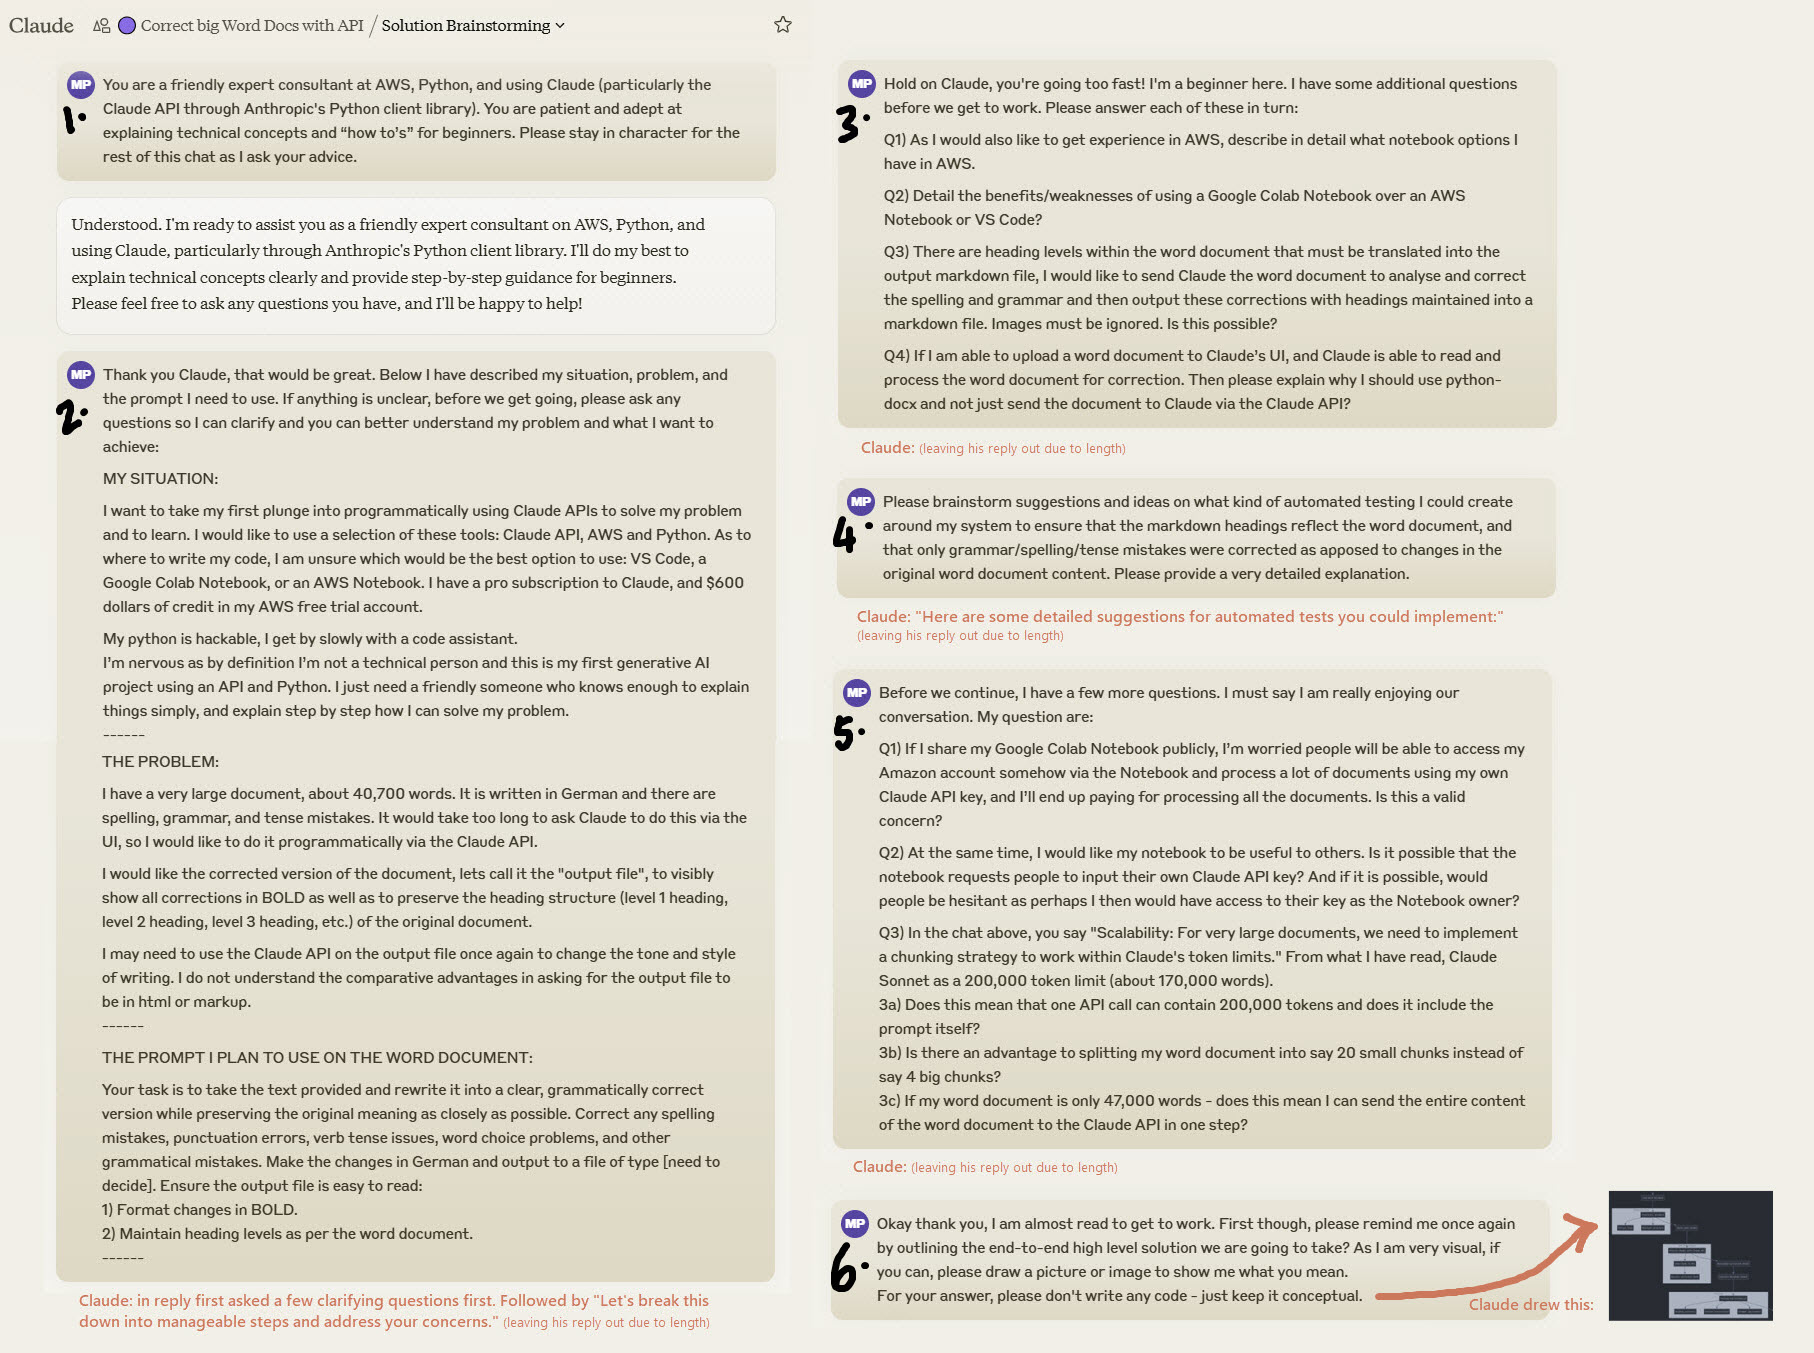 Claude
Correct big Word Docs with API / Solution Brainstorming
MP
1.
You are a friendly expert consultant at AWS, Python, and using Claude (particularly the
Claude API through Anthropic's Python client library). You are patient and adept at
explaining technical concepts and “how to’s” for beginners. Please stay in character for the
rest of this chat as I ask your advice.
Understood. I'm ready to assist you as a friendly expert consultant on AWS, Python, and
using Claude, particularly through Anthropic's Python client library. I'll do my best to
explain technical concepts clearly and provide step-by-step guidance for beginners.
Please feel free to ask any questions you have, and I'll be happy to help!
MP
2.
Thank you Claude, that would be great. Below I have described my situation, problem, and
the prompt I need to use. If anything is unclear, before we get going, please ask any
questions so I can clarify and you can better understand my problem and what I want to
achieve:
MY SITUATION:
I want to take my first plunge into programmatically using Claude APIs to solve my problem
and to learn. I would like to use a selection of these tools: Claude API, AWS and Python. As to
where to write my code, I am unsure which would be the best option to use: VS Code, a
Google Colab Notebook, or an AWS Notebook. I have a pro subscription to Claude, and $600
dollars of credit in my AWS free trial account.
My python is hackable, I get by slowly with a code assistant.
I’m nervous as by definition I’m not a technical person and this is my first generative AI
project using an API and Python. I just need a friendly someone who knows enough to explain
things simply, and explain step by step how I can solve my problem.
------
THE PROBLEM:
I have a very large document, about 40,700 words. It is written in German and there are
spelling, grammar, and tense mistakes. It would take too long to ask Claude to do this via the
UI, so I would like to do it programmatically via the Claude API.
I would like the corrected version of the document, lets call it the "output file", to visibly
show all corrections in BOLD as well as to preserve the heading structure (level 1 heading,
level 2 heading, level 3 heading, etc.) of the original document.
I may need to use the Claude API on the output file once again to change the tone and style
of writing. I do not understand the comparative advantages in asking for the output file to
be in html or markup.
------
THE PROMPT I PLAN TO USE ON THE WORD DOCUMENT:
Your task is to take the text provided and rewrite it into a clear, grammatically correct
version while preserving the original meaning as closely as possible. Correct any spelling
mistakes, punctuation errors, verb tense issues, word choice problems, and other
grammatical mistakes. Make the changes in German and output to a file of type [need to
decide]. Ensure the output file is easy to read:
1) Format changes in BOLD.
2) Maintain heading levels as per the word document.
------
Claude: in reply first asked a few clarifying questions first. Followed by "Let's break this
down into manageable steps and address your concerns." (leaving his reply out due to length)
MP
3.
Hold on Claude, you're going too fast! I'm a beginner here. I have some additional questions
before we get to work. Please answer each of these in turn:
Q1) As I would also like to get experience in AWS, describe in detail what notebook options I
have in AWS.
Q2) Detail the benefits/weaknesses of using a Google Colab Notebook over an AWS
Notebook or VS Code?
Q3) There are heading levels within the word document that must be translated into the
output markdown file, I would like to send Claude the word document to analyse and correct
the spelling and grammar and then output these corrections with headings maintained into a
markdown file. Images must be ignored. Is this possible?
Q4) If I am able to upload a word document to Claude’s UI, and Claude is able to read and
process the word document for correction. Then please explain why I should use python-
docx and not just send the document to Claude via the Claude API?
Claude: (leaving his reply out due to length)
MP
4.
Please brainstorm suggestions and ideas on what kind of automated testing I could create
around my system to ensure that the markdown headings reflect the word document, and
that only grammar/spelling/tense mistakes were corrected as apposed to changes in the
original word document content. Please provide a very detailed explanation.
Claude: "Here are some detailed suggestions for automated tests you could implement:"
(leaving his reply out due to length)
MP
5.
Before we continue, I have a few more questions. I must say I am really enjoying our
conversation. My question are:
Q1) If I share my Google Colab Notebook publicly, I’m worried people will be able to access my
Amazon account somehow via the Notebook and process a lot of documents using my own
Claude API key, and I’ll end up paying for processing all the documents. Is this a valid
concern?
Q2) At the same time, I would like my notebook to be useful to others. Is it possible that the
notebook requests people to input their own Claude API key? And if it is possible, would
people be hesitant as perhaps I then would have access to their key as the Notebook owner?
Q3) In the chat above, you say "Scalability: For very large documents, we need to implement
a chunking strategy to work within Claude's token limits." From what I have read, Claude
Sonnet as a 200,000 token limit (about 170,000 words).
3a) Does this mean that one API call can contain 200,000 tokens and does it include the
prompt itself?
3b) Is there an advantage to splitting my word document into say 20 small chunks instead of
say 4 big chunks?
3c) If my word document is only 47,000 words - does this mean I can send the entire content
of the word document to the Claude API in one step?
Claude: (leaving his reply out due to length)
MP
6.
Okay thank you, I am almost read to get to work. First though, please remind me once again
by outlining the end-to-end high level solution we are going to take? As I am very visual, if
you can, please draw a picture or image to show me what you mean.
For your answer, please don't write any code - just keep it conceptual.
Claude drew this: